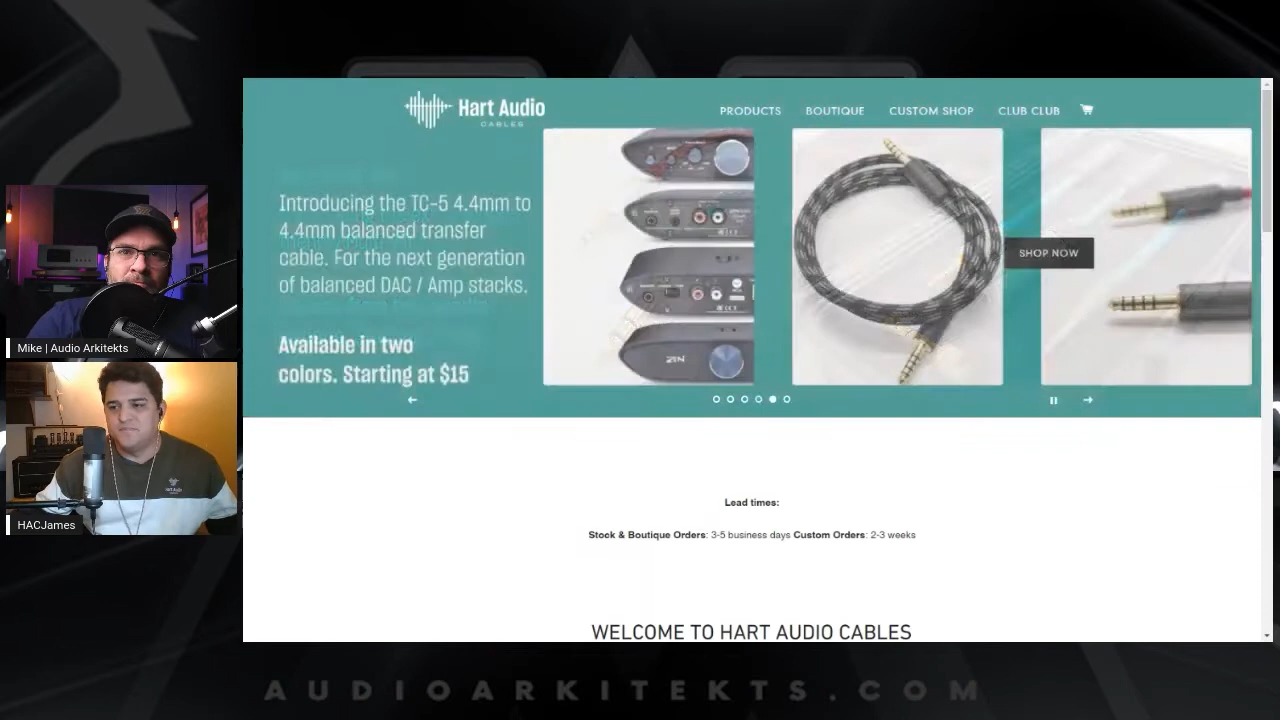 Hart Audio
CABLES
PRODUCTS BOUTIQUE CUSTOM SHOP CLUB CLUB
Introducing the TC-5 4.4mm to
4.4mm balanced transfer
cable. For the next generation
of balanced DAC / Amp stacks.
Available in two
colors. Starting at $15
SHOP NOW
Mike | Audio Arkitekts
HACJames
Lead times:
Stock & Boutique Orders: 3-5 business days Custom Orders: 2-3 weeks
WELCOME TO HART AUDIO CABLES
AUDIOARKITEKTS.COM